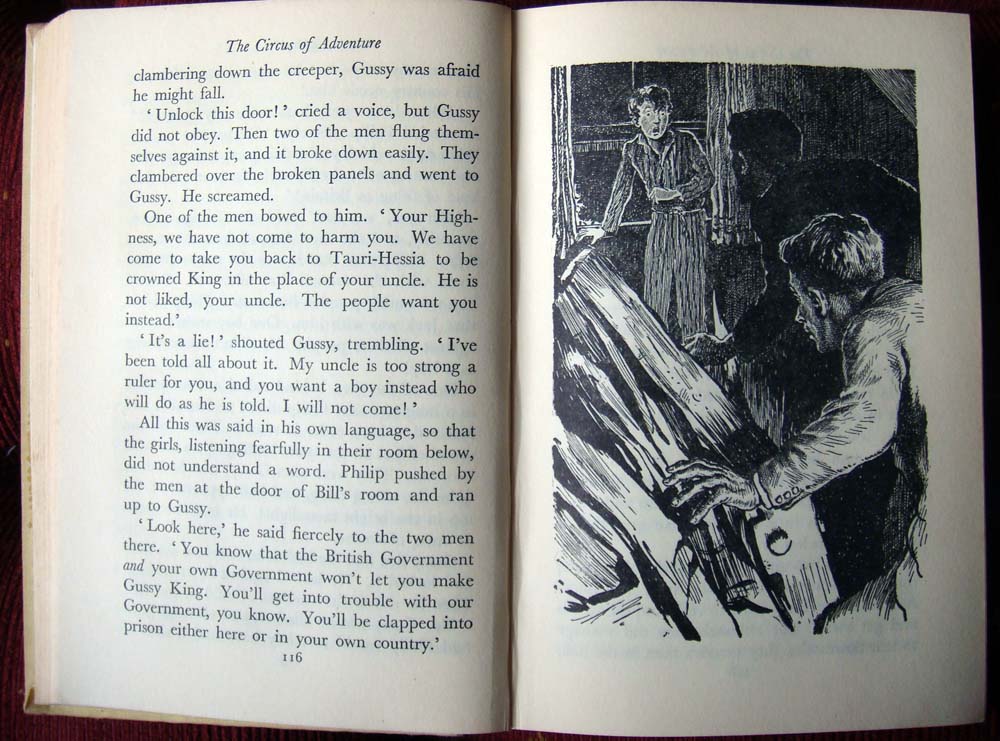 The Circus of Adventure
clambering down the creeper, Gussy was afraid
he might fall.
‘Unlock this door!’ cried a voice, but Gussy
did not obey. Then two of the men flung them-
selves against it, and it broke down easily. They
clambered over the broken panels and went to
Gussy. He screamed.
One of the men bowed to him. ‘Your High-
ness, we have not come to harm you. We have
come to take you back to Tauri-Hessia to be
crowned King in the place of your uncle. He is
not liked, your uncle. The people want you
instead.’
‘It's a lie!’ shouted Gussy, trembling. ‘I've
been told all about it. My uncle is too strong a
ruler for you, and you want a boy instead who
will do as he is told. I will not come!’
All this was said in his own language, so that
the girls, listening fearfully in their room below,
did not understand a word. Philip pushed by
the men at the door of Bill's room and ran
up to Gussy.
‘Look here,’ he said fiercely to the two men
there. ‘You know that the British Government
and your own Government won't let you make
Gussy King. You'll get into trouble with our
Government, you know. You'll be clapped into
prison either here or in your own country.’
116